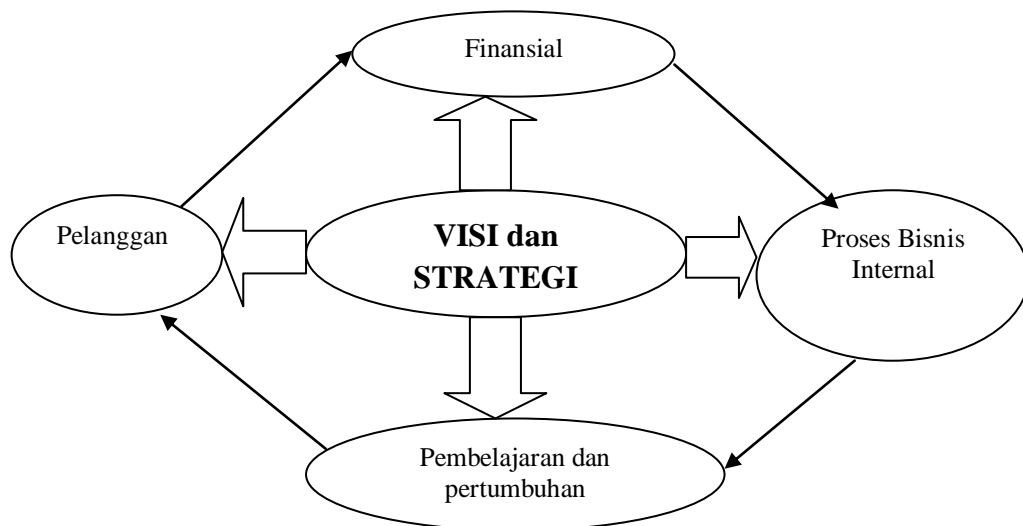 Finansial
Pelanggan
VISI dan
STRATEGI
Proses Bisnis
Internal
Pembelajaran dan
pertumbuhan